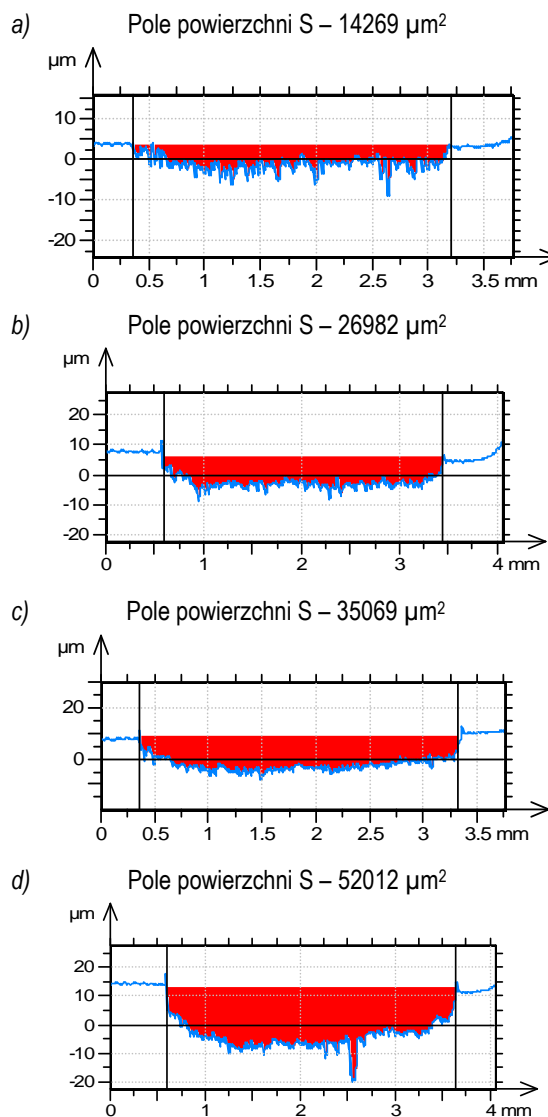 a) Pole powierzchni S – 14269 µm²
µm
10
0
-10
-20
0 0.5 1 1.5 2 2.5 3 3.5 mm
b) Pole powierzchni S – 26982 µm²
µm
20
10
0
-10
-20
0 1 2 3 4 mm
c) Pole powierzchni S – 35069 µm²
µm
20
0
0 0.5 1 1.5 2 2.5 3 3.5 mm
d) Pole powierzchni S – 52012 µm²
µm
20
10
0
-10
-20
0 1 2 3 4 mm